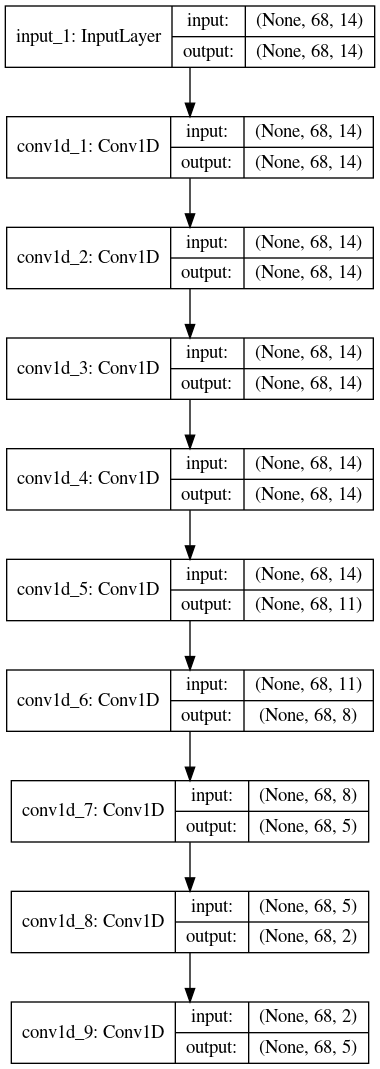 input_1: InputLayer
input: (None, 68, 14)
output: (None, 68, 14)
conv1d_1: Conv1D
input: (None, 68, 14)
output: (None, 68, 14)
conv1d_2: Conv1D
input: (None, 68, 14)
output: (None, 68, 14)
conv1d_3: Conv1D
input: (None, 68, 14)
output: (None, 68, 14)
conv1d_4: Conv1D
input: (None, 68, 14)
output: (None, 68, 14)
conv1d_5: Conv1D
input: (None, 68, 14)
output: (None, 68, 11)
conv1d_6: Conv1D
input: (None, 68, 11)
output: (None, 68, 8)
conv1d_7: Conv1D
input: (None, 68, 8)
output: (None, 68, 5)
conv1d_8: Conv1D
input: (None, 68, 5)
output: (None, 68, 2)
conv1d_9: Conv1D
input: (None, 68, 2)
output: (None, 68, 5)